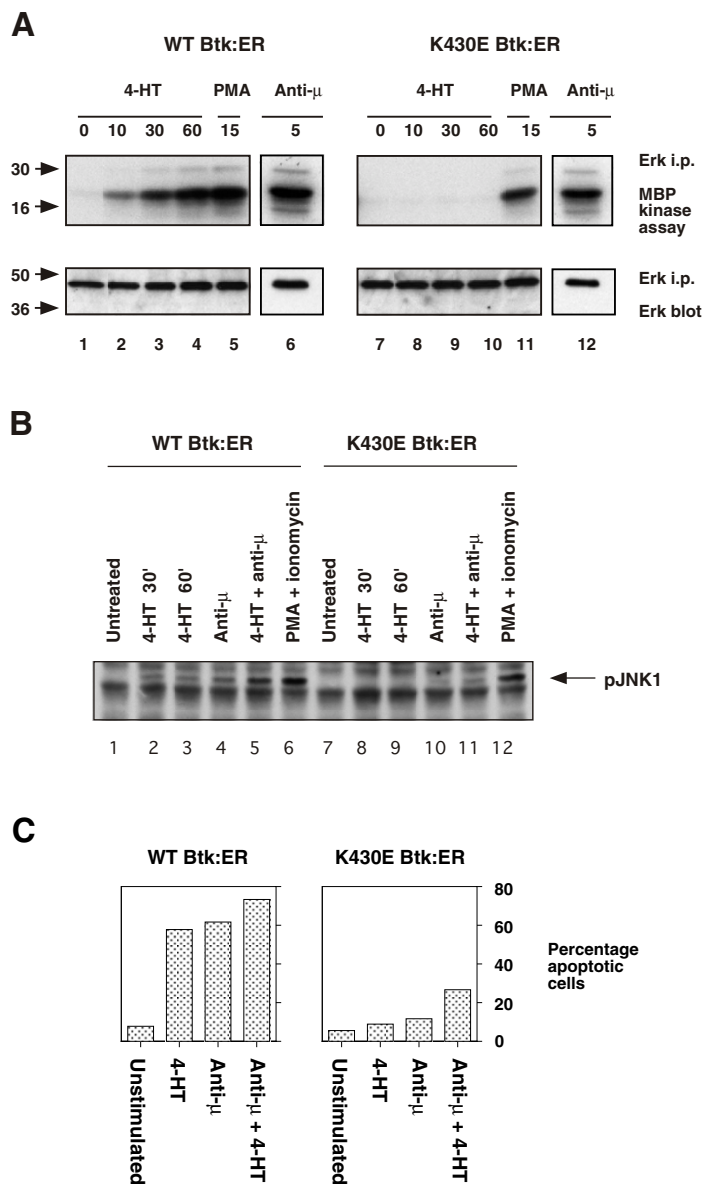 A
WT Btk:ER K430E Btk:ER
4-HT PMA Anti-μ 4-HT PMA Anti-μ
0 10 30 60 15 5 0 10 30 60 15 5
30
16
Erk i.p.
MBP
kinase
assay
50
36
Erk i.p.
Erk blot
1 2 3 4 5 6 7 8 9 10 11 12
B
WT Btk:ER K430E Btk:ER
Untreated
4-HT 30'
4-HT 60'
Anti-μ
4-HT + anti-μ
PMA + ionomycin
Untreated
4-HT 30'
4-HT 60'
Anti-μ
4-HT + anti-μ
PMA + ionomycin
pJNK1
1 2 3 4 5 6 7 8 9 10 11 12
C
WT Btk:ER K430E Btk:ER
80
60
40
20
0
Percentage
apoptotic
cells
Unstimulated
4-HT
Anti-μ
Anti-μ + 4-HT
Unstimulated
4-HT
Anti-μ
Anti-μ + 4-HT